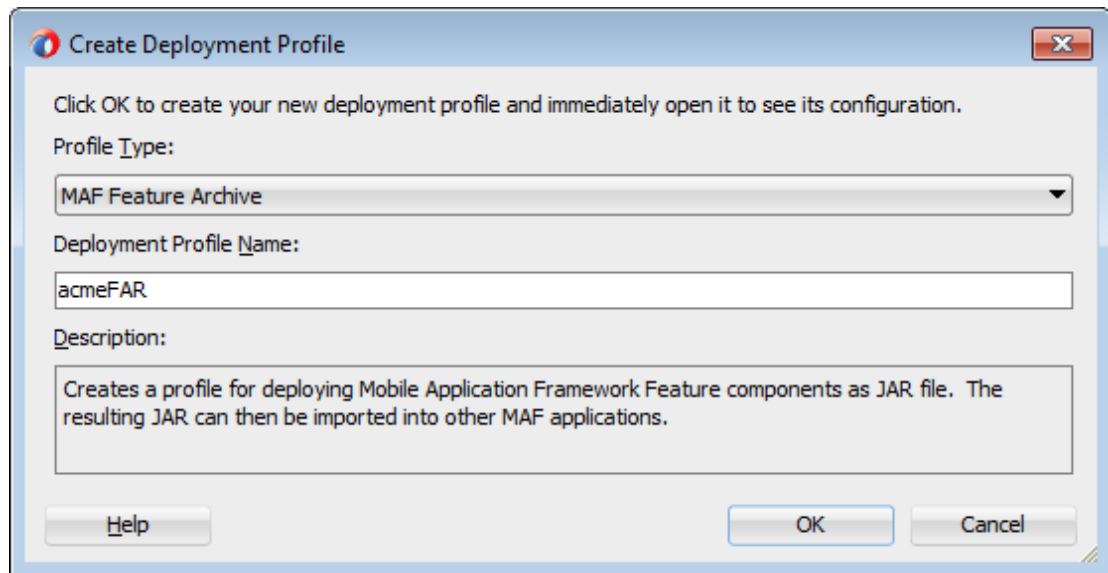 Create Deployment Profile
Click OK to create your new deployment profile and immediately open it to see its configuration.
Profile Type:
MAF Feature Archive
Deployment Profile Name:
acmeFAR
Description:
Creates a profile for deploying Mobile Application Framework Feature components as JAR file.  The
resulting JAR can then be imported into other MAF applications.
Help OK Cancel